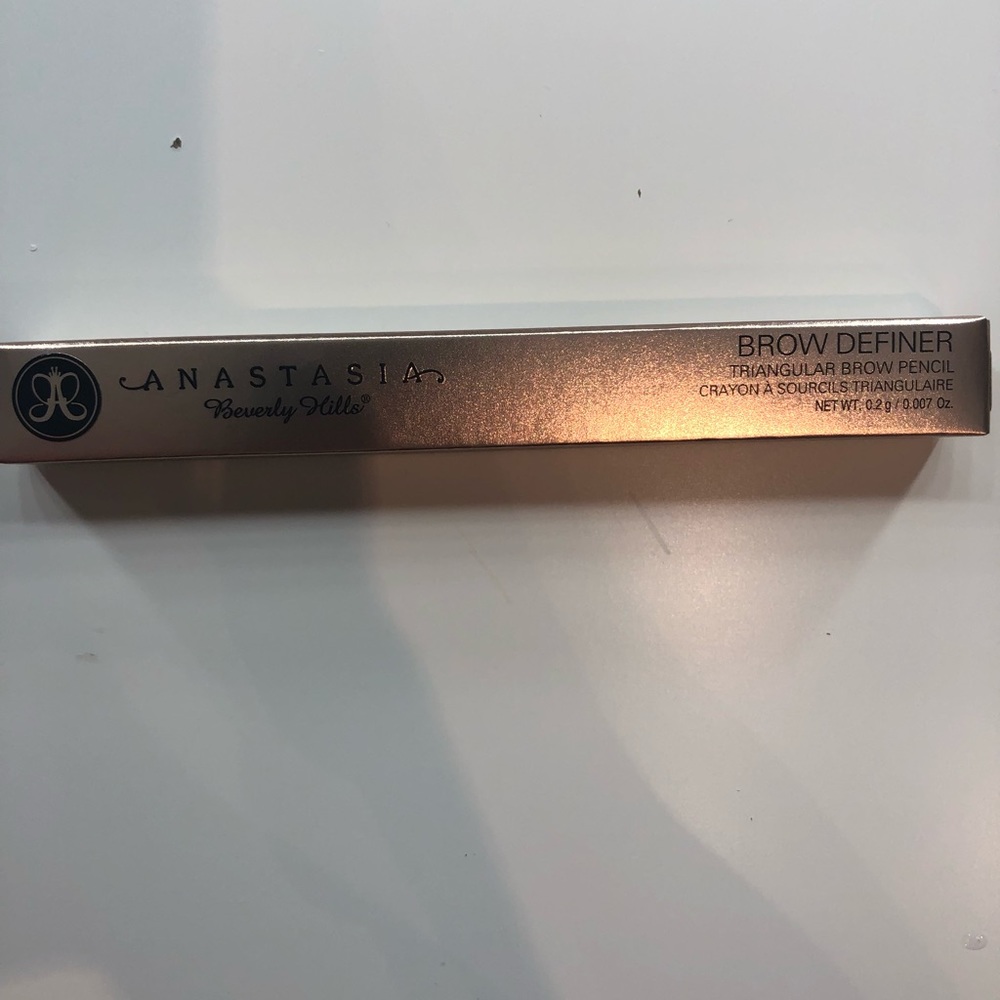 ANASTASIA
Beverly Hills®
BROW DEFINER
TRIANGULAR BROW PENCIL
CRAYON À SOURCILS TRIANGULAIRE
NET WT. 0.2 g / 0.007 Oz.